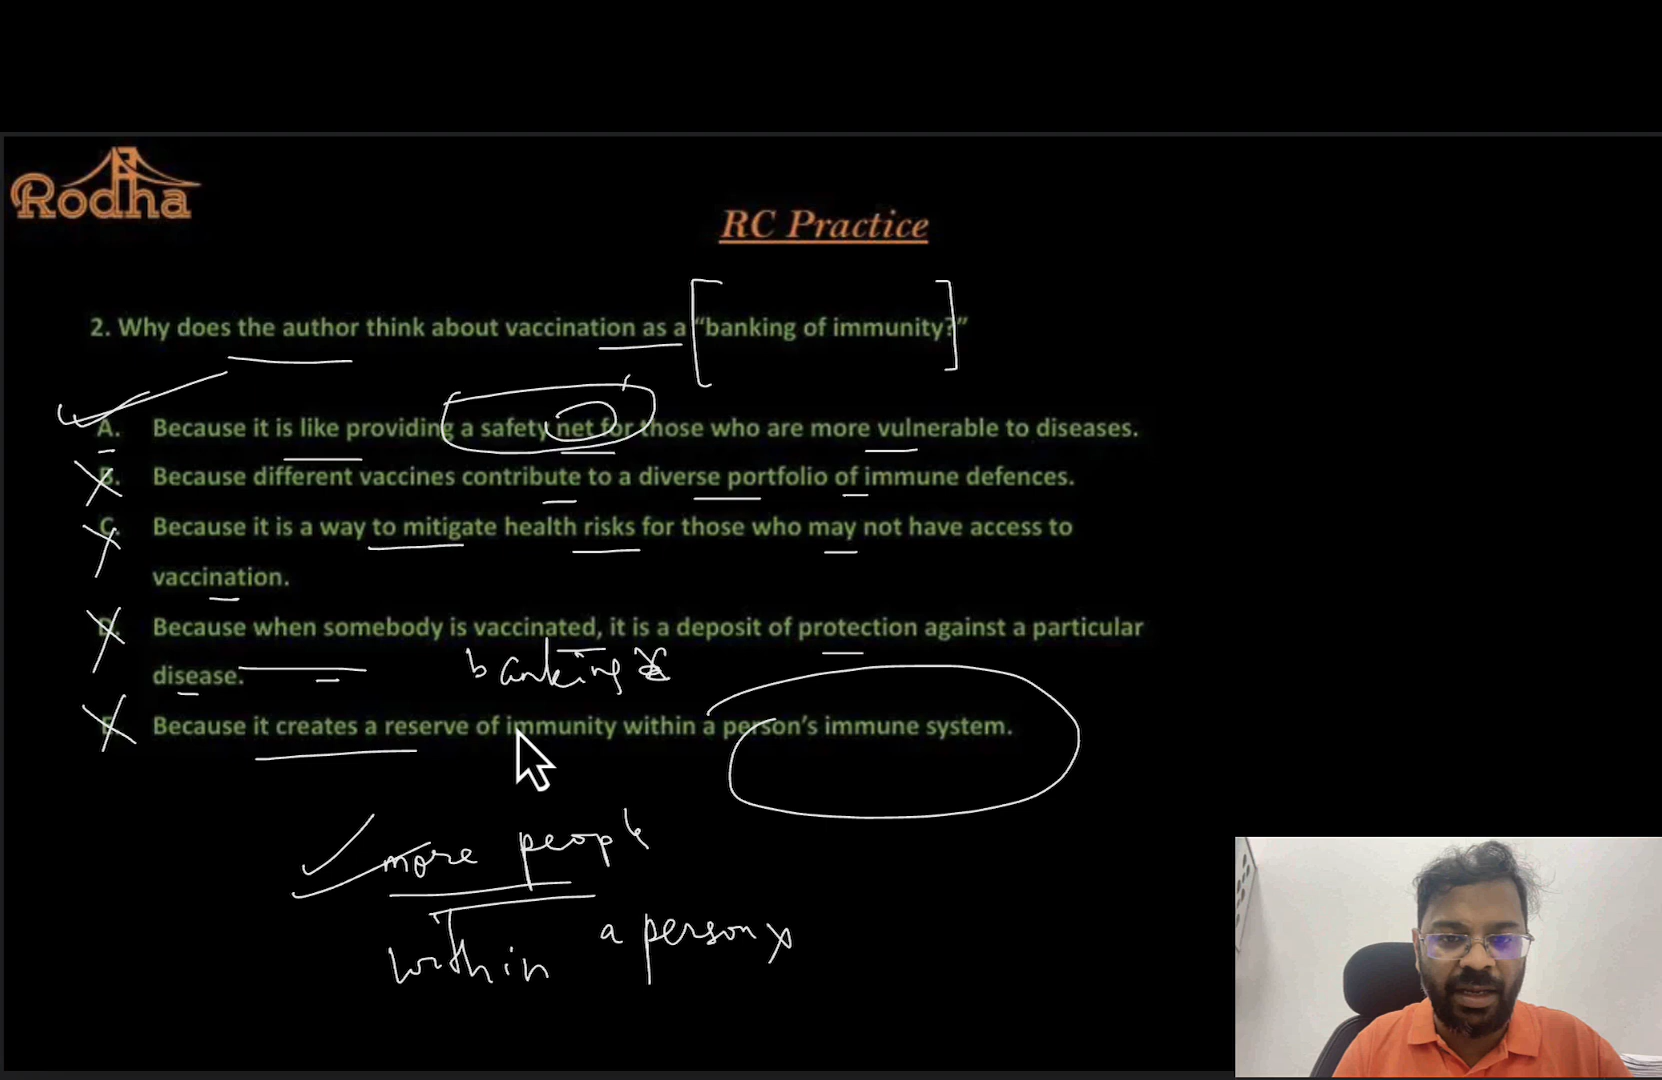 Rodha
RC Practice
2. Why does the author think about vaccination as a “banking of immunity?”
A. Because it is like providing a safety net for those who are more vulnerable to diseases.
B. Because different vaccines contribute to a diverse portfolio of immune defences.
C. Because it is a way to mitigate health risks for those who may not have access to
vaccination.
D. Because when somebody is vaccinated, it is a deposit of protection against a particular
disease.
banking
E. Because it creates a reserve of immunity within a person’s immune system.
more people
within a person